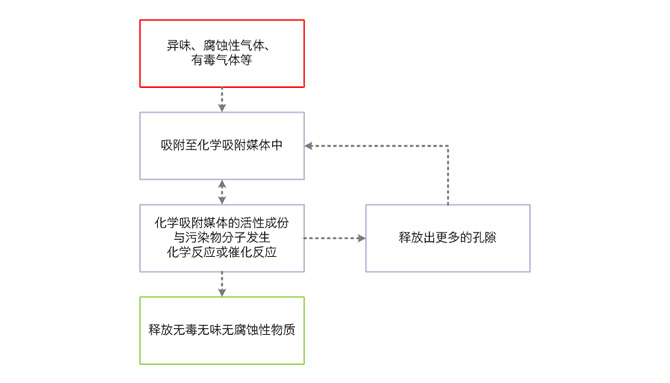 异味、腐蚀性气体、
有毒气体等
吸附至化学吸附媒体中
化学吸附媒体的活性成份
与污染物分子发生
化学反应或催化反应
释放出更多的孔隙
释放无毒无味无腐蚀性物质